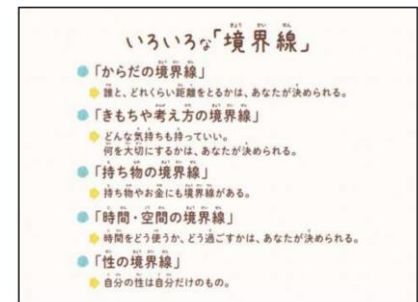 いろいろな「境界線」
「からだの境界線」
誰と、どれくらい距離をとるかは、あなたが決められる。
「きもちや考え方の境界線」
どんな気持ちも持っていい。
何を大切にするかは、あなたが決められる。
「持ち物の境界線」
持ち物やお金にも境界線がある。
「時間・空間の境界線」
時間をどう使うか、どう過ごすかは、あなたが決められる。
「性の境界線」
自分の性は自分だけのもの。